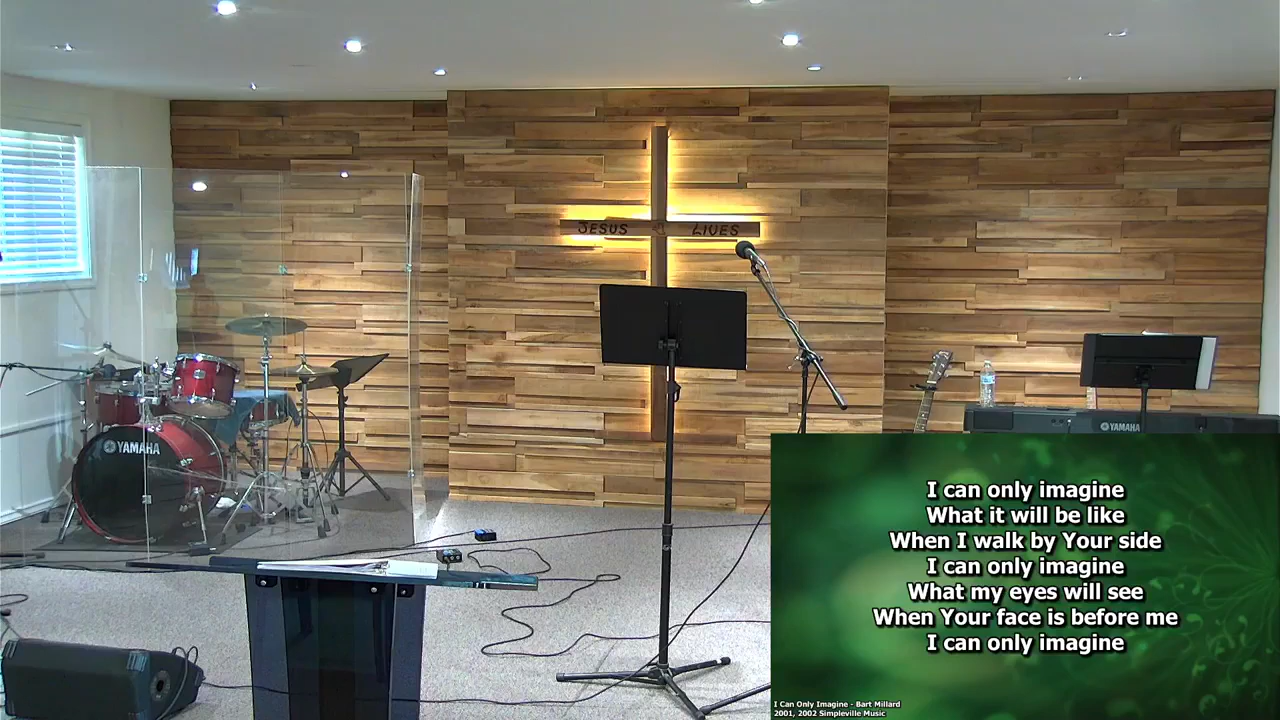 JESUS LIVES
YAMAHA
YAMAHA
I can only imagine
What it will be like
When I walk by Your side
I can only imagine
What my eyes will see
When Your face is before me
I can only imagine
I Can Only Imagine - Bart Millard
2001, 2002 Simpleville Music